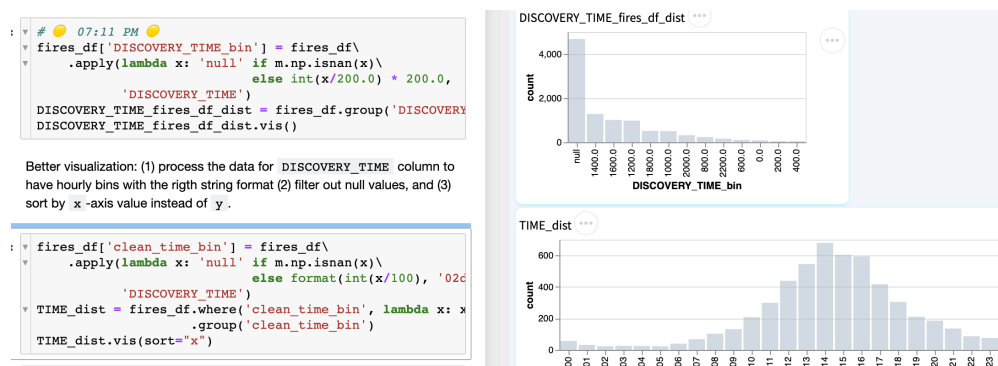 # 07:11 PM
fires_df['DISCOVERY_TIME_bin'] = fires_df\
.apply(lambda x: 'null' if m.np.isnan(x)\
else int(x/200.0) * 200.0,
'DISCOVERY_TIME')
DISCOVERY_TIME_fires_df_dist = fires_df.group('DISCOVERY
DISCOVERY_TIME_fires_df_dist.vis()
Better visualization: (1) process the data for DISCOVERY_TIME column to
have hourly bins with the rigth string format (2) filter out null values, and (3)
sort by x -axis value instead of y .
fires_df['clean_time_bin'] = fires_df\
.apply(lambda x: 'null' if m.np.isnan(x)\
else format(int(x/100), '02d
'DISCOVERY_TIME')
TIME_dist = fires_df.where('clean_time_bin', lambda x: x
.group('clean_time_bin')
TIME_dist.vis(sort="x")
DISCOVERY_TIME_fires_df_dist
4,000
2,000
0
count
null 1400.0 1600.0 1200.0 1800.0 1000.0 2000.0 800.0 2200.0 600.0 0.0 200.0 400.0
DISCOVERY_TIME_bin
TIME_dist
600
400
200
0
count
00 01 02 03 04 05 06 07 08 09 10 11 12 13 14 15 16 17 18 19 20 21 22 23